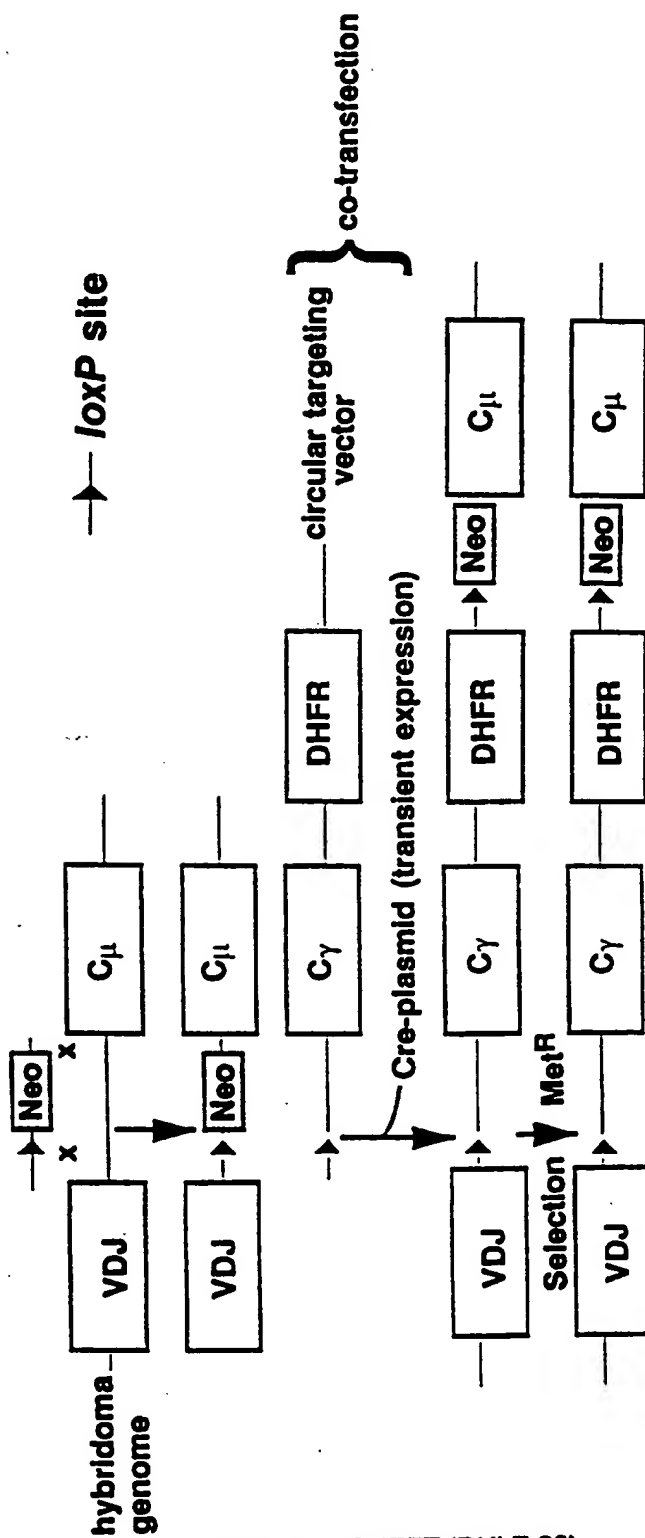 loxP site
Neo
x x
hybridoma
genome
VDJ
Cμ
VDJ
Neo
Cμ
Cγ
DHFR
circular targeting
vector
co-transfection
Cre-plasmid (transient expression)
VDJ
Cγ
DHFR
Neo
Cμ
Selection
MetR
VDJ
Cγ
DHFR
Neo
Cμ